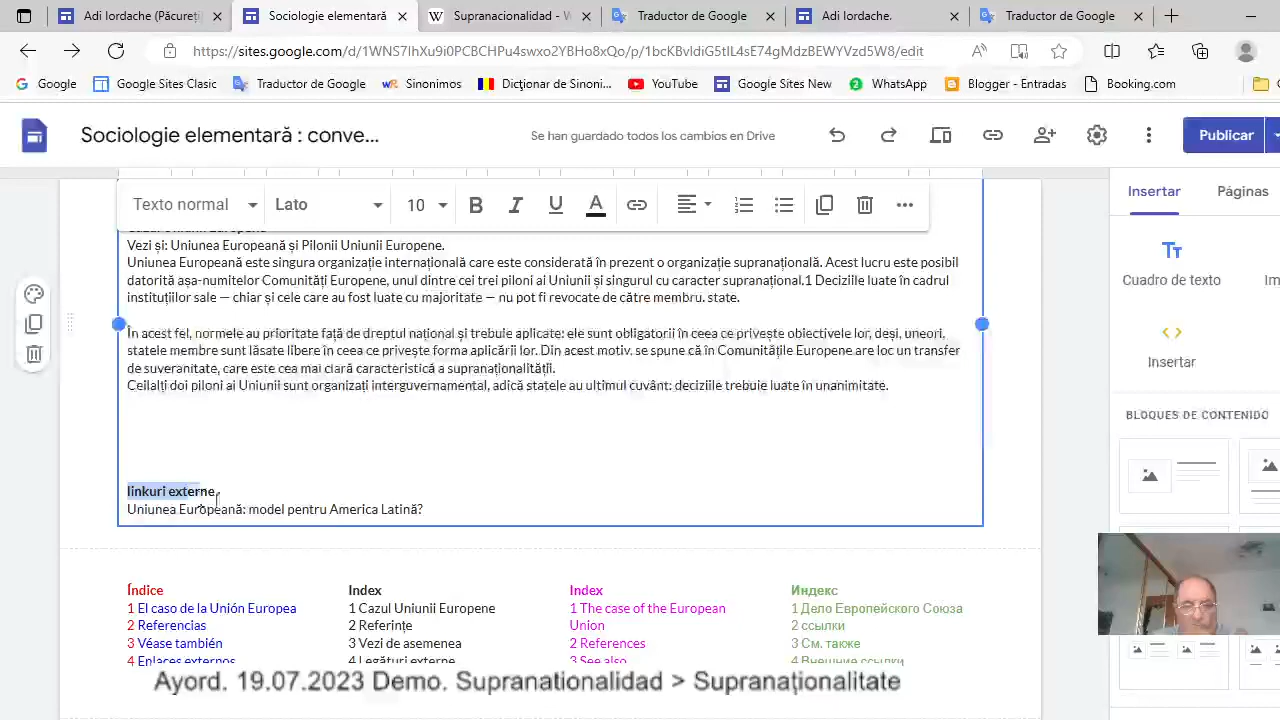 Adi Iordache (Păcureți
Sociologie elementară
Supranacionalidad - W
Traductor de Google
Adi Iordache.
Traductor de Google
https://sites.google.com/d/1WNS7lhXu9i0PCBCHPu4swxo2YBHo8xQo/p/1bcKBvldiG5tlL4sE74gMdzBEWYVzd5W8/edit
Google
Google Sites Clasic
Traductor de Google
Sinonimos
Dicționar de Sinoni...
YouTube
Google Sites New
WhatsApp
Blogger - Entradas
Booking.com
Sociologie elementară : conve...
Se han guardado todos los cambios en Drive
Publicar
Texto normal
Lato
10
Insertar
Páginas
Vezi și: Uniunea Europeană și Pilonii Uniunii Europene.
Uniunea Europeană este singura organizație internațională care este considerată în prezent o organizație supranațională. Acest lucru este posibil
datorită așa-numitelor Comunități Europene, unul dintre cei trei piloni ai Uniunii și singurul cu caracter supranațional.1 Deciziile luate în cadrul
instituțiilor sale — chiar și cele care au fost luate cu majoritate — nu pot fi revocate de către membru. state.
În acest fel, normele au prioritate față de dreptul național și trebuie aplicate: ele sunt obligatorii în ceea ce privește obiectivele lor, deși, uneori,
statele membre sunt lăsate libere în ceea ce privește forma aplicării lor. Din acest motiv, se spune că în Comunitățile Europene are loc un transfer
de suveranitate, care este cea mai clară caracteristică a supranaționalității.
Ceilalți doi piloni ai Uniunii sunt organizați interguvernamental, adică statele au ultimul cuvânt: deciziile trebuie luate în unanimitate.
linkuri externe
Uniunea Europeană: model pentru America Latină?
Cuadro de texto
Insertar
BLOQUES DE CONTENIDO
Índice
1 El caso de la Unión Europea
2 Referencias
3 Véase también
4 Enlaces externos
Index
1 Cazul Uniunii Europene
2 Referințe
3 Vezi de asemenea
4 Legături externe
Index
1 The case of the European
Union
2 References
3 See also
Индекс
1 Дело Европейского Союза
2 ссылки
3 См. также
4 Внешние ссылки
Ayord. 19.07.2023 Demo. Supranationalidad > Supranaționalitate